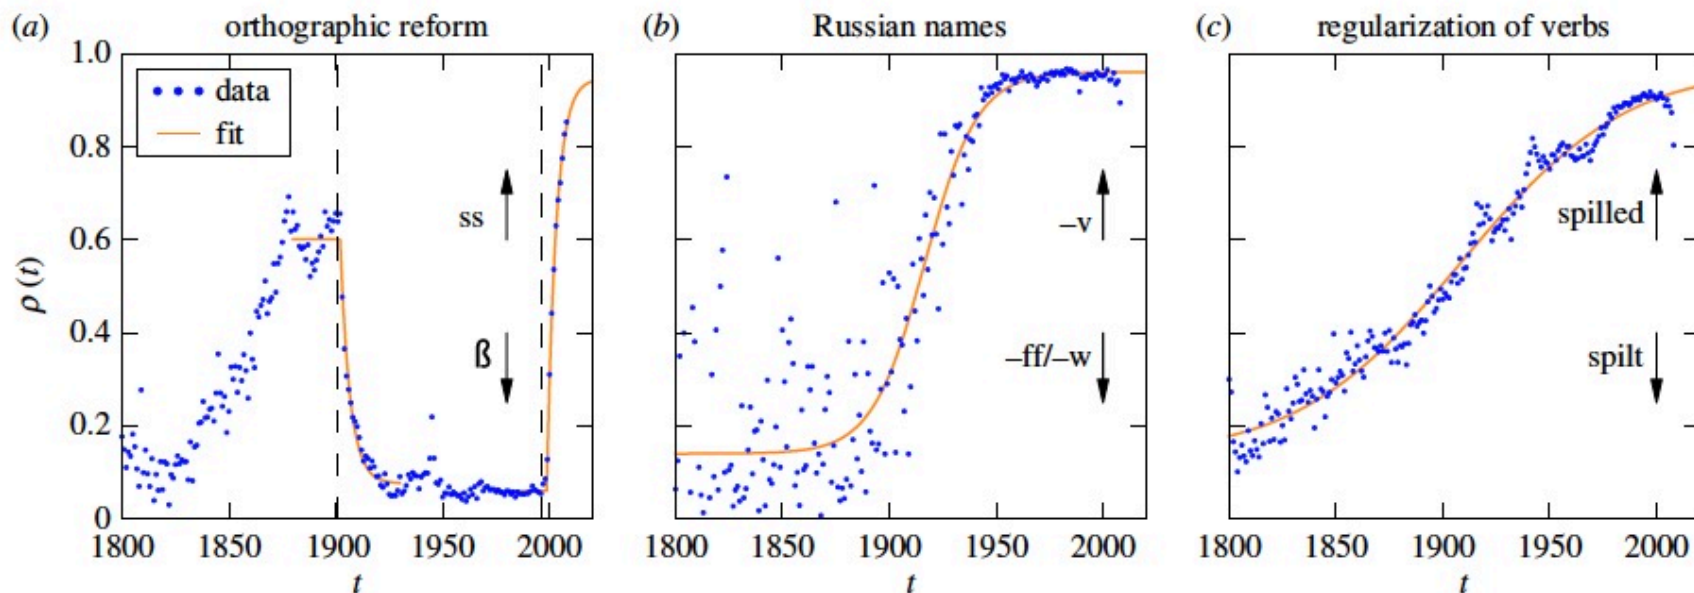 (a) orthographic reform
1.0
0.8
0.6
0.4
0.2
0
ρ(t)
data
fit
ss
ß
1800 1850 1900 1950 2000
t
(b) Russian names
–v
–ff/–w
1800 1850 1900 1950 2000
t
(c) regularization of verbs
spilled
spilt
1800 1850 1900 1950 2000
t